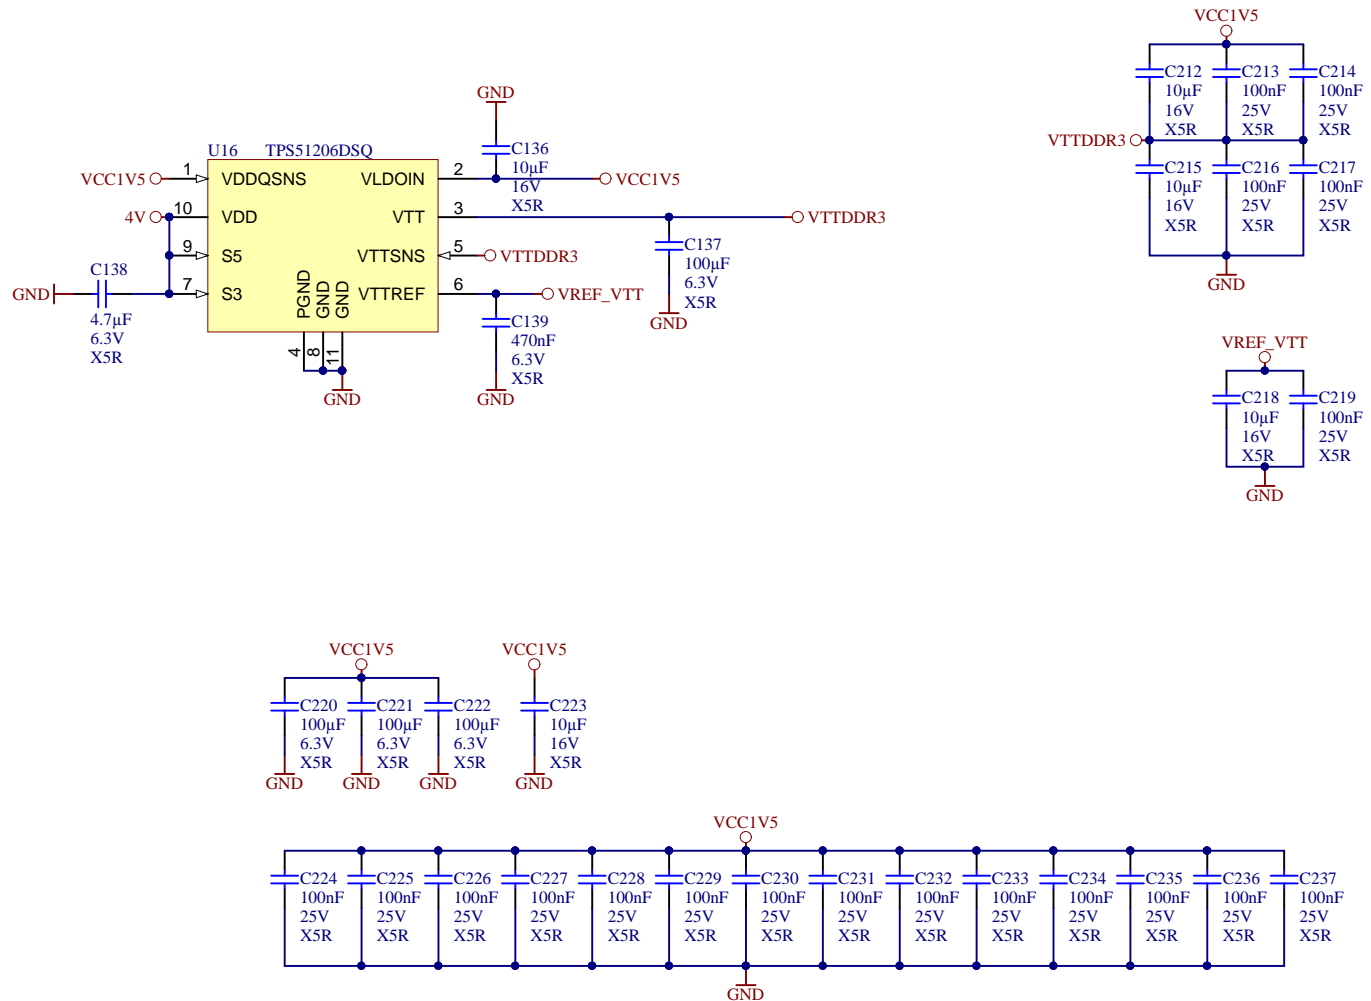 VCC1V5
C212
10µF
16V
X5R
C213
100nF
25V
X5R
C214
100nF
25V
X5R
VTTDDR3
C215
10µF
16V
X5R
C216
100nF
25V
X5R
C217
100nF
25V
X5R
GND
U16 TPS51206DSQ
VCC1V5
1 VDDQSNS
4V
10 VDD
9 S5
7 S3
GND
C138
4.7µF
6.3V
X5R
VLDOIN 2
VTT 3
VTTSNS 5
VTTREF 6
PGND
GND
GND
4
8
11
GND
GND
C136
10µF
16V
X5R
VCC1V5
VTTDDR3
C137
100µF
6.3V
X5R
GND
VTTDDR3
VREF_VTT
C139
470nF
6.3V
X5R
GND
VREF_VTT
C218
10µF
16V
X5R
C219
100nF
25V
X5R
GND
VCC1V5
C220
100µF
6.3V
X5R
GND
C221
100µF
6.3V
X5R
GND
C222
100µF
6.3V
X5R
GND
VCC1V5
C223
10µF
16V
X5R
GND
VCC1V5
C224
100nF
25V
X5R
C225
100nF
25V
X5R
C226
100nF
25V
X5R
C227
100nF
25V
X5R
C228
100nF
25V
X5R
C229
100nF
25V
X5R
C230
100nF
25V
X5R
C231
100nF
25V
X5R
C232
100nF
25V
X5R
C233
100nF
25V
X5R
C234
100nF
25V
X5R
C235
100nF
25V
X5R
C236
100nF
25V
X5R
C237
100nF
25V
X5R
GND